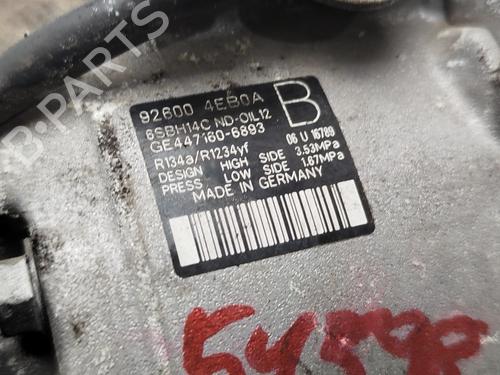 92600 4EB0A
B
6SBH14C ND-OIL12
GE447160-6893
06 U 16789
R134a/R1234yf
DESIGN HIGH SIDE 3.53MPa
PRESS LOW SIDE 1.67MPa
MADE IN GERMANY
B-PARTS
54598